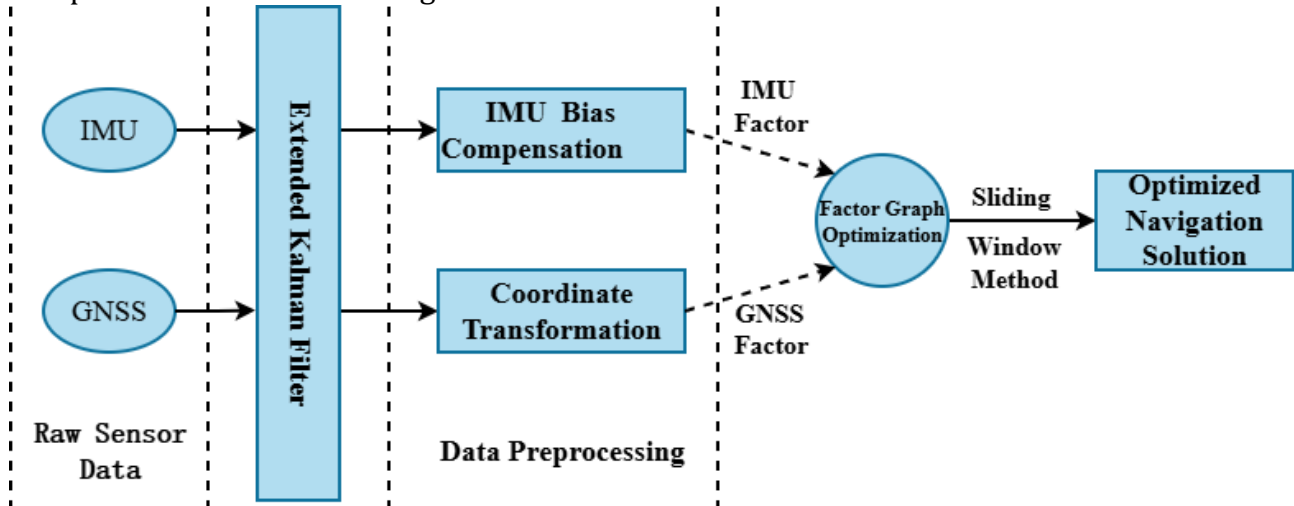 IMU
GNSS
Raw Sensor
Data
Extended Kalman Filter
IMU Bias
Compensation
Coordinate
Transformation
Data Preprocessing
IMU
Factor
GNSS
Factor
Factor Graph
Optimization
Sliding
Window
Method
Optimized
Navigation
Solution